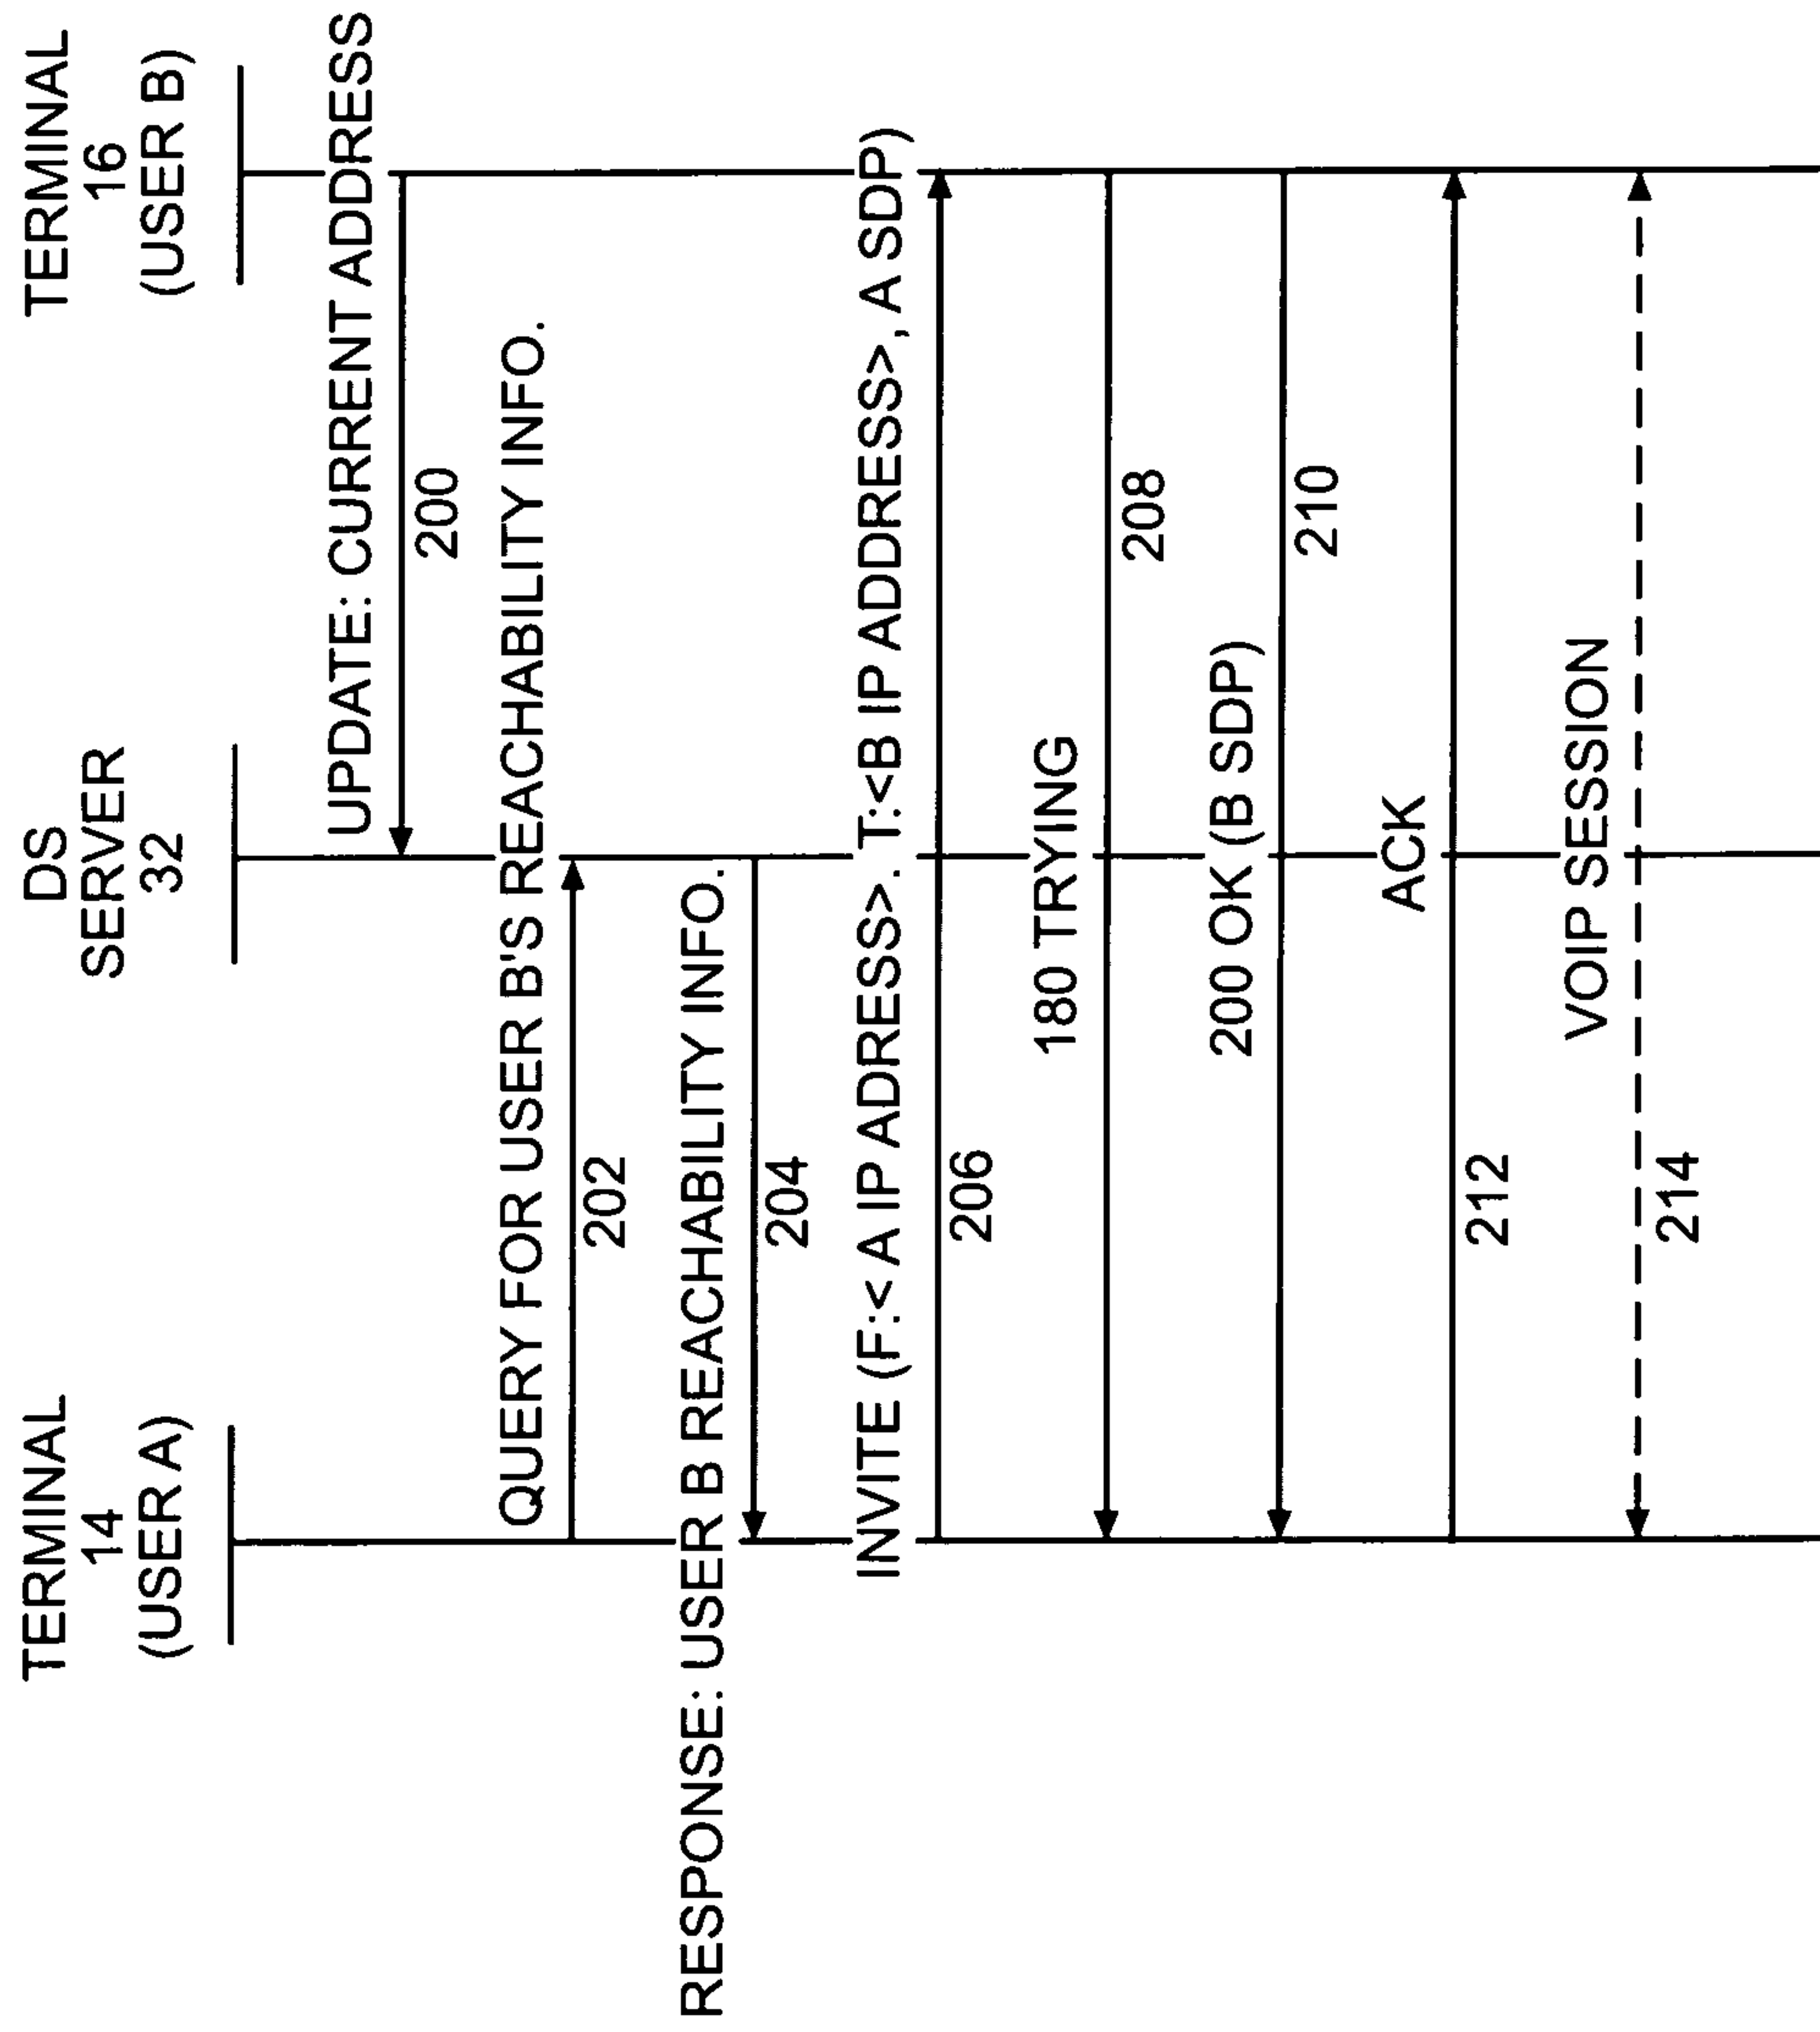 TERMINAL
14
(USER A)
DS
SERVER
32
TERMINAL
16
(USER B)
UPDATE: CURRENT ADDRESS
200
QUERY FOR USER B'S REACHABILITY INFO.
202
RESPONSE: USER B REACHABILITY INFO.
204
INVITE (F:< A IP ADRESS>. T:<B IP ADDRESS>, A SDP)
206
180 TRYING
208
200 OK (B SDP)
210
ACK
212
VOIP SESSION
214